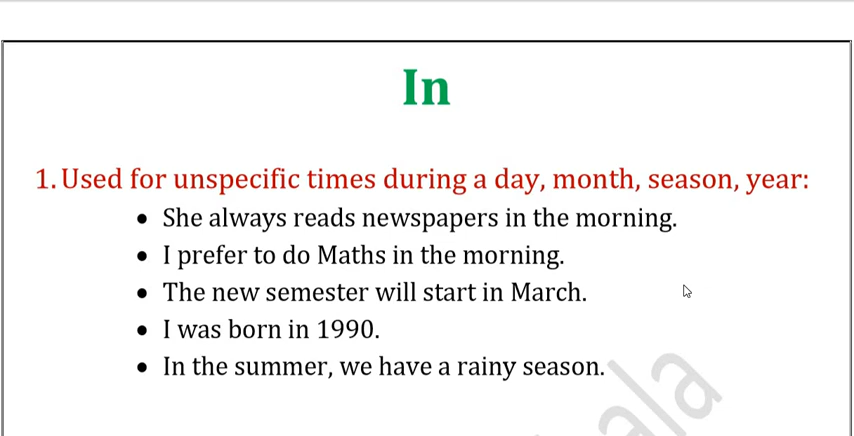 In
1. Used for unspecific times during a day, month, season, year:
• She always reads newspapers in the morning.
• I prefer to do Maths in the morning.
• The new semester will start in March.
• I was born in 1990.
• In the summer, we have a rainy season.